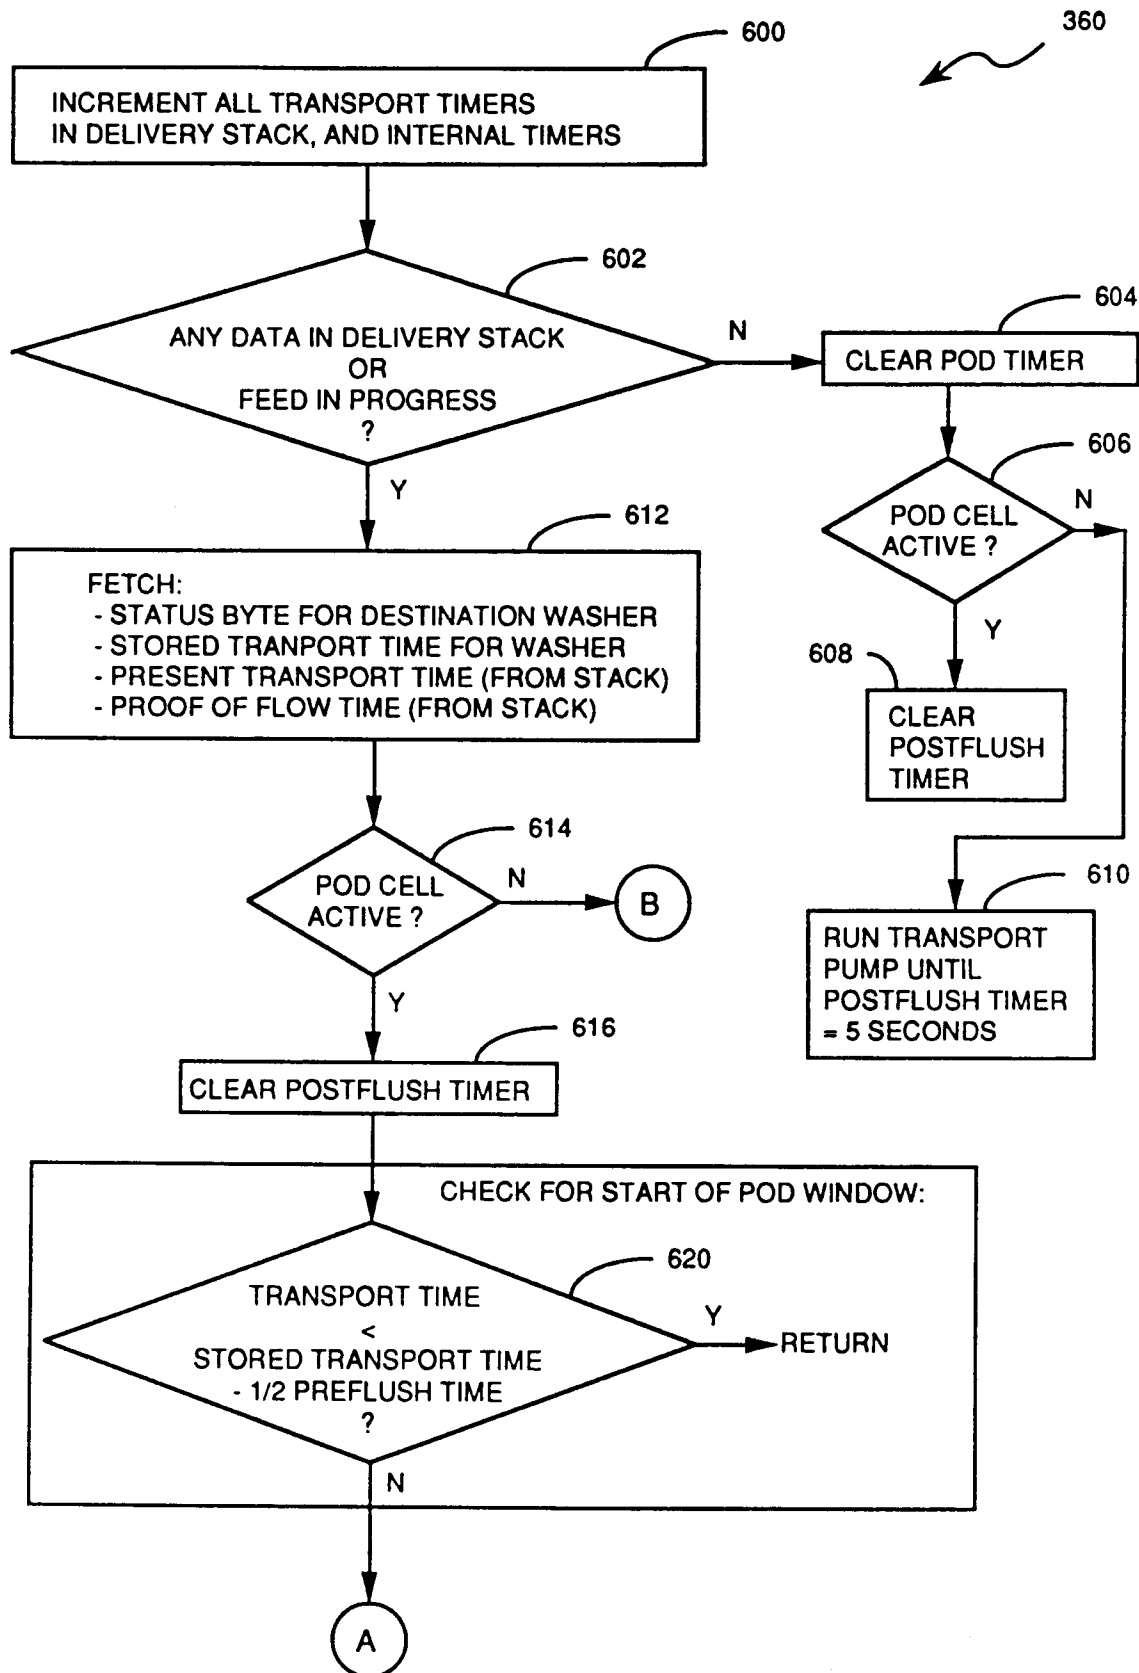 360
600
INCREMENT ALL TRANSPORT TIMERS
IN DELIVERY STACK, AND INTERNAL TIMERS
602
ANY DATA IN DELIVERY STACK
OR
FEED IN PROGRESS
?
N
Y
604
CLEAR POD TIMER
606
POD CELL
ACTIVE ?
N
Y
608
CLEAR
POSTFLUSH
TIMER
610
RUN TRANSPORT
PUMP UNTIL
POSTFLUSH TIMER
= 5 SECONDS
612
FETCH:
- STATUS BYTE FOR DESTINATION WASHER
- STORED TRANPORT TIME FOR WASHER
- PRESENT TRANSPORT TIME (FROM STACK)
- PROOF OF FLOW TIME (FROM STACK)
614
POD CELL
ACTIVE ?
N
B
Y
616
CLEAR POSTFLUSH TIMER
CHECK FOR START OF POD WINDOW:
620
TRANSPORT TIME
<
STORED TRANSPORT TIME
- 1/2 PREFLUSH TIME
?
Y
RETURN
N
A